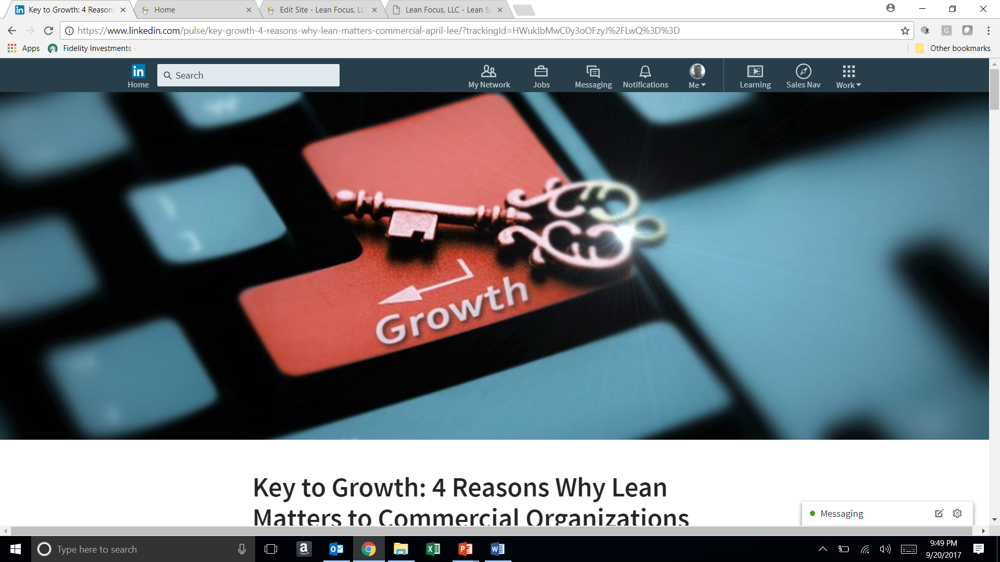 Key to Growth: 4 Reason
Home
Edit Site - Lean Focus, LL
Lean Focus, LLC - Lean S
https://www.linkedin.com/pulse/key-growth-4-reasons-why-lean-matters-commercial-april-lee/?trackingId=HWukIbMwC0y3oOFzyJ%2FLwQ%3D%3D
G
Apps
Fidelity Investments -
Other bookmarks
in
Home
Search
My Network
Jobs
Messaging
Notifications
Me
Learning
Sales Nav
Work
Growth
Key to Growth: 4 Reasons Why Lean
Matters to Commercial Organizations
Messaging
Type here to search
9:49 PM
9/20/2017